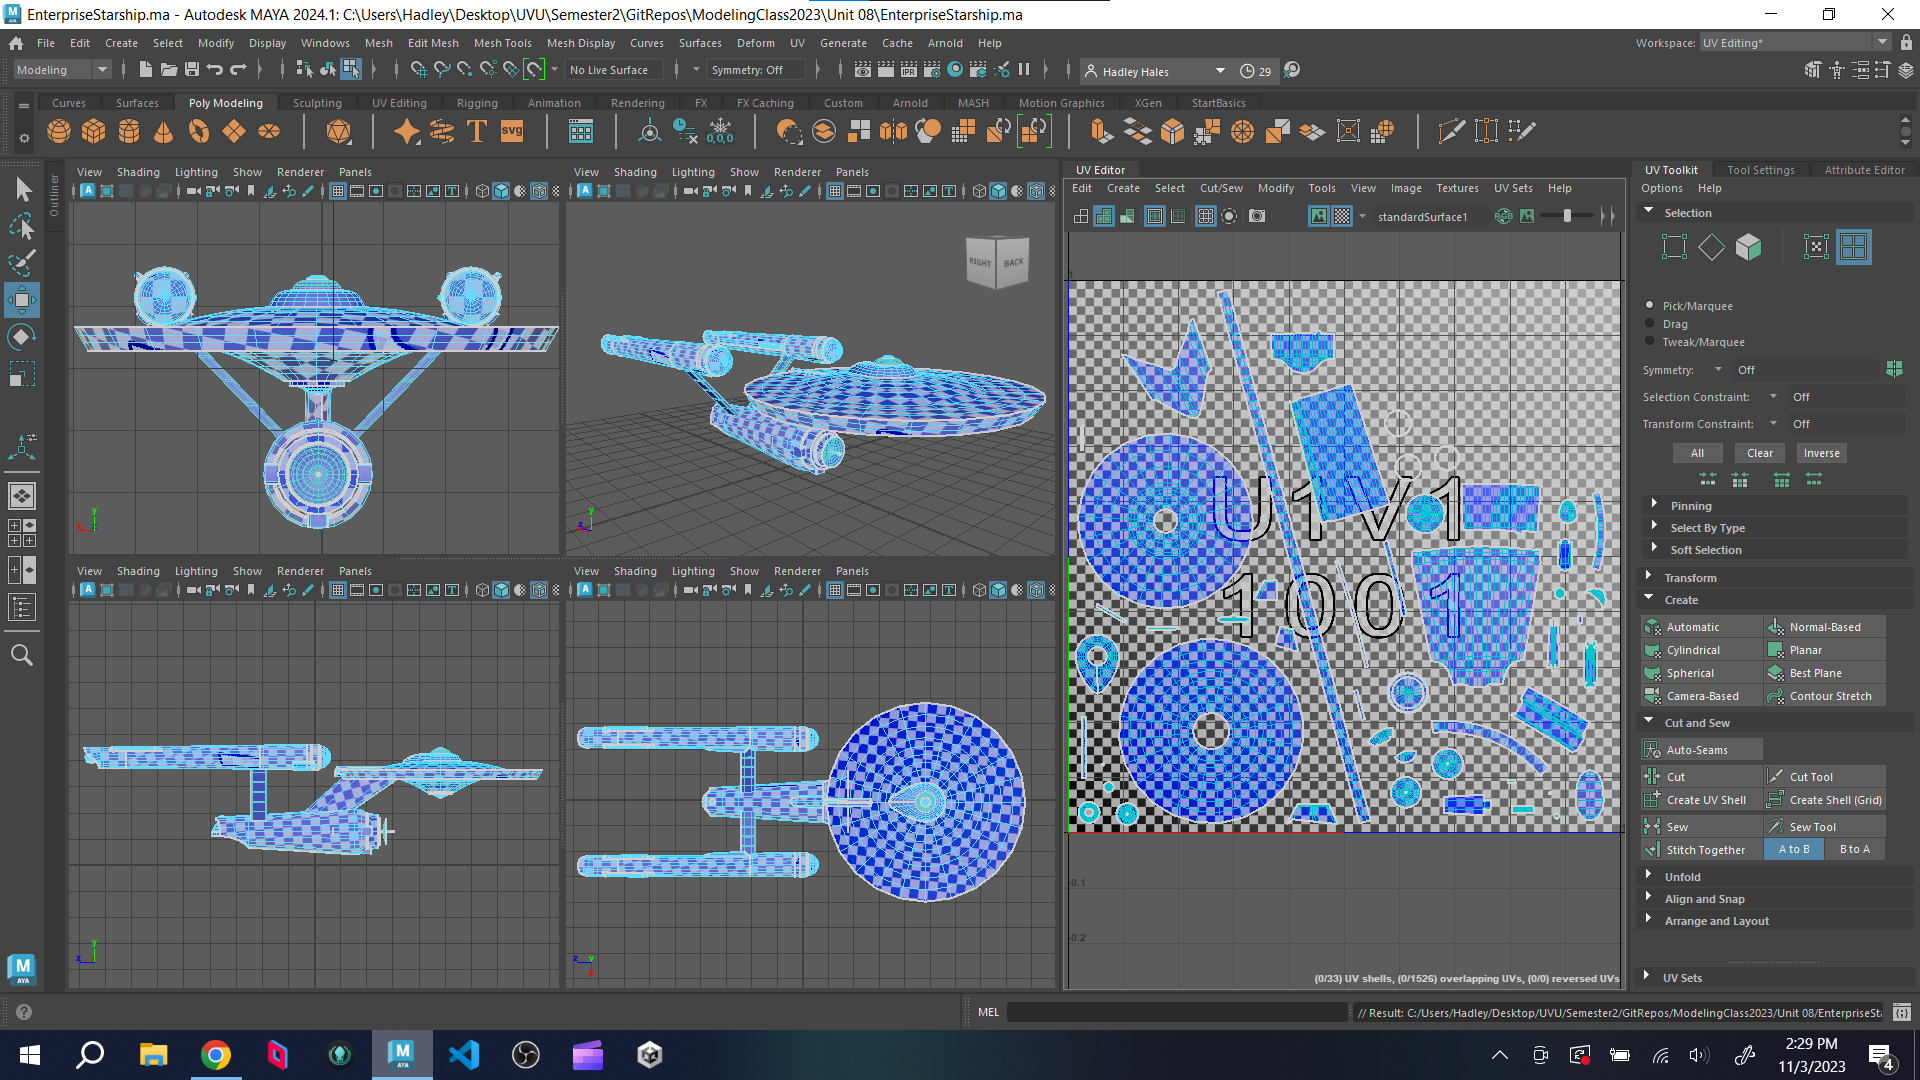 EnterpriseStarship.ma - Autodesk MAYA 2024.1: C:\Users\Hadley\Desktop\UVU\Semester2\GitRepos\ModelingClass2023\Unit 08\EnterpriseStarship.ma
File Edit Create Select Modify Display Windows Mesh Edit Mesh Mesh Tools Mesh Display Curves Surfaces Deform UV Generate Cache Arnold Help
Workspace: UV Editing*
Modeling
No Live Surface
Symmetry: Off
Hadley Hales
29
Curves Surfaces Poly Modeling Sculpting UV Editing Rigging Animation Rendering FX FX Caching Custom Arnold MASH Motion Graphics XGen StartBasics
T
SVG
0,0,0
Outliner
View Shading Lighting Show Renderer Panels
View Shading Lighting Show Renderer Panels
RIGHT BACK
View Shading Lighting Show Renderer Panels
View Shading Lighting Show Renderer Panels
UV Editor
Edit Create Select Cut/Sew Modify Tools View Image Textures UV Sets Help
standardSurface1
U1V1
1001
-0.1
-0.2
(0/33) UV shells, (0/1526) overlapping UVs, (0/0) reversed UVs
UV Toolkit Tool Settings Attribute Editor
Options Help
Selection
Pick/Marquee
Drag
Tweak/Marquee
Symmetry: Off
Selection Constraint: Off
Transform Constraint: Off
All Clear Inverse
Pinning
Select By Type
Soft Selection
Transform
Create
Automatic Normal-Based
Cylindrical Planar
Spherical Best Plane
Camera-Based Contour Stretch
Cut and Sew
Auto-Seams
Cut Cut Tool
Create UV Shell Create Shell (Grid)
Sew Sew Tool
Stitch Together A to B B to A
Unfold
Align and Snap
Arrange and Layout
UV Sets
MEL
// Result: C:/Users/Hadley/Desktop/UVU/Semester2/GitRepos/ModelingClass2023/Unit 08/EnterpriseSta
2:29 PM
11/3/2023
4